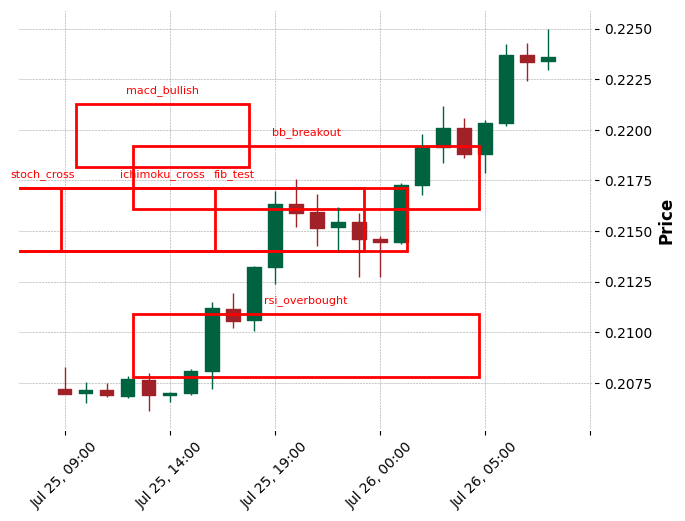 0.2250
0.2225
macd_bullish
0.2200
bb_breakout
stoch_cross
ichimoku_cross
fib_test
0.2175
0.2150
Price
0.2125
rsi_overbought
0.2100
0.2075
Jul 25, 09:00
Jul 25, 14:00
Jul 25, 19:00
Jul 26, 00:00
Jul 26, 05:00